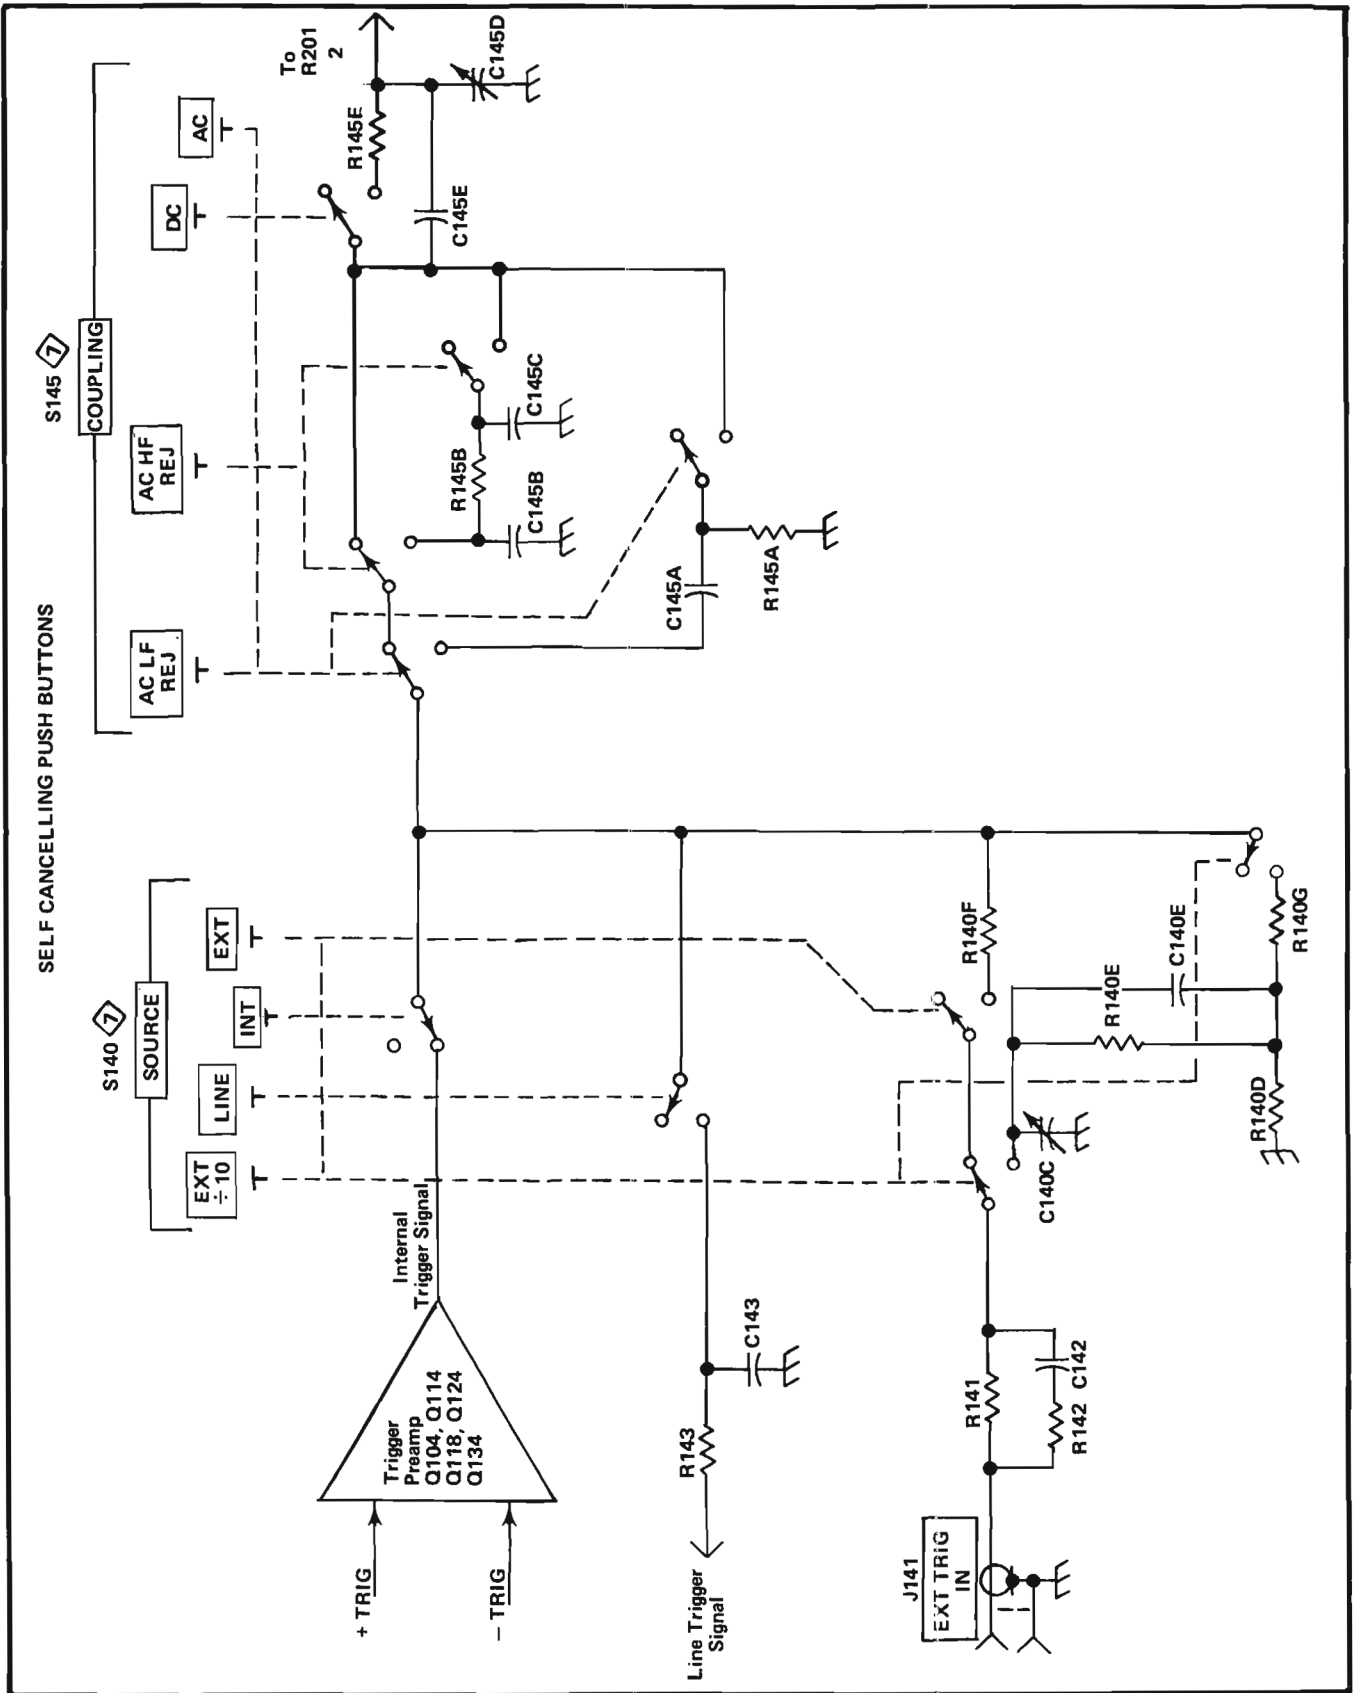 SELF CANCELLING PUSH BUTTONS
S140 7
SOURCE
EXT
÷10
LINE
INT
EXT
S145 7
COUPLING
AC LF
REJ
AC HF
REJ
DC
AC
+ TRIG
− TRIG
Trigger
Preamp
Q104, Q114
Q118, Q124
Q134
Internal
Trigger Signal
To
R201
2
R145E
C145D
C145E
R145B
C145C
C145B
C145A
R145A
Line Trigger
Signal
R143
C143
J141
EXT TRIG
IN
R141
R142 C142
C140C
R140F
R140E
C140E
R140D
R140G